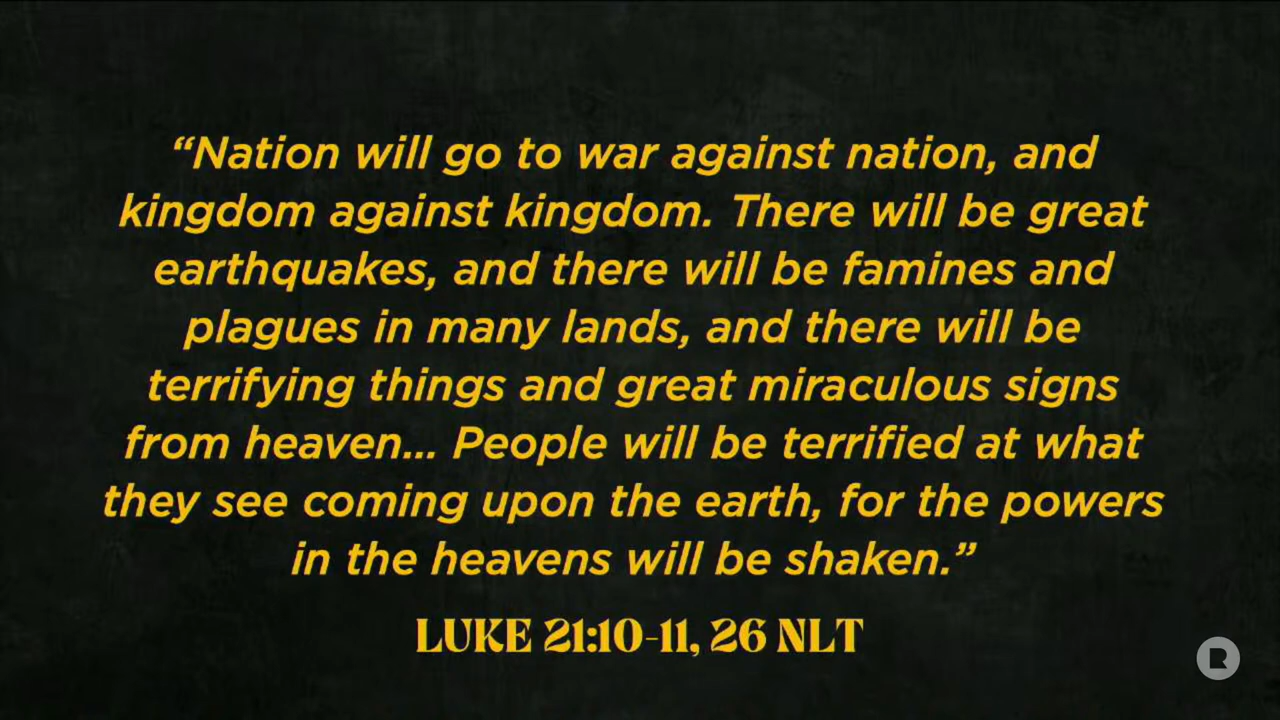 “Nation will go to war against nation, and
kingdom against kingdom. There will be great
earthquakes, and there will be famines and
plagues in many lands, and there will be
terrifying things and great miraculous signs
from heaven... People will be terrified at what
they see coming upon the earth, for the powers
in the heavens will be shaken.”
LUKE 21:10-11, 26 NLT
R